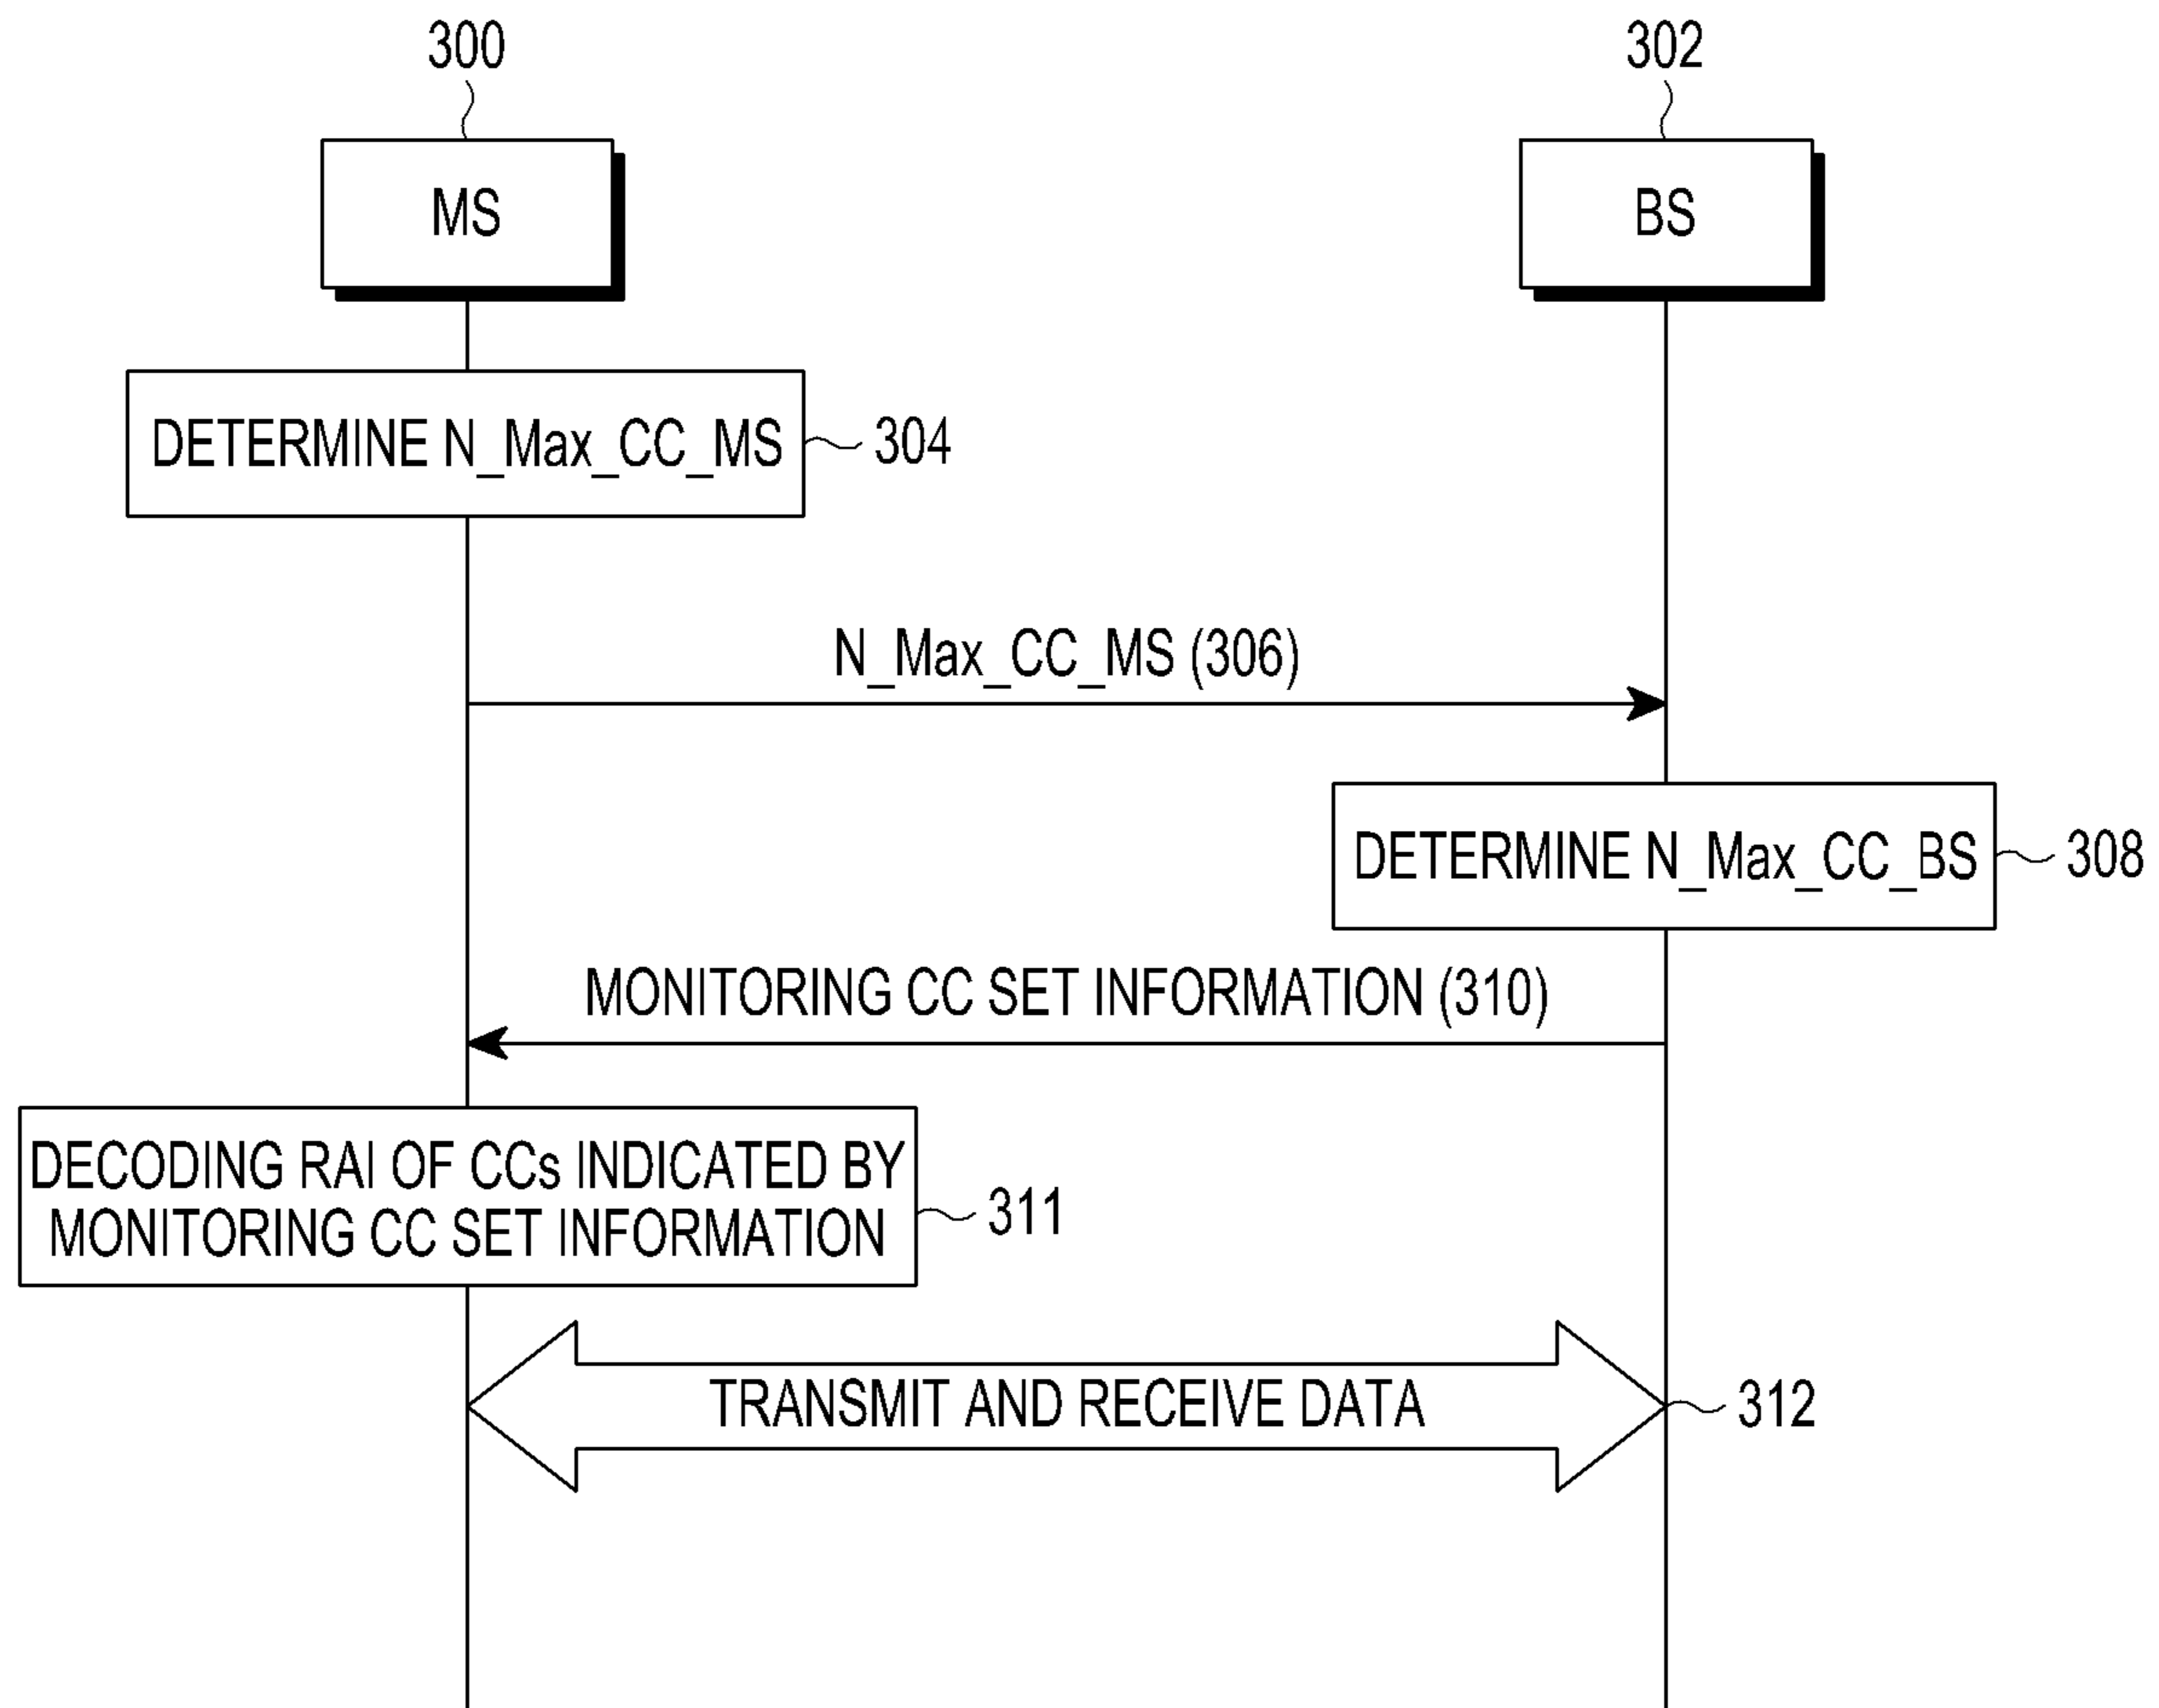 300
302
MS
BS
DETERMINE N_Max_CC_MS
304
N_Max_CC_MS (306)
DETERMINE N_Max_CC_BS
308
MONITORING CC SET INFORMATION (310)
DECODING RAI OF CCs INDICATED BY
MONITORING CC SET INFORMATION
311
TRANSMIT AND RECEIVE DATA
312